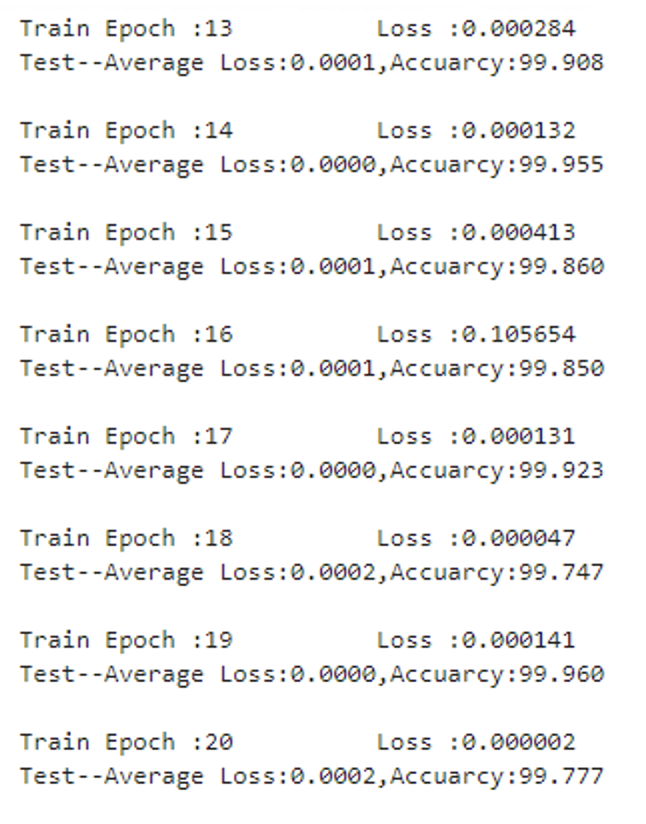 Train Epoch :13 Loss :0.000284
Test--Average Loss:0.0001,Accuarcy:99.908
Train Epoch :14 Loss :0.000132
Test--Average Loss:0.0000,Accuarcy:99.955
Train Epoch :15 Loss :0.000413
Test--Average Loss:0.0001,Accuarcy:99.860
Train Epoch :16 Loss :0.105654
Test--Average Loss:0.0001,Accuarcy:99.850
Train Epoch :17 Loss :0.000131
Test--Average Loss:0.0000,Accuarcy:99.923
Train Epoch :18 Loss :0.000047
Test--Average Loss:0.0002,Accuarcy:99.747
Train Epoch :19 Loss :0.000141
Test--Average Loss:0.0000,Accuarcy:99.960
Train Epoch :20 Loss :0.000002
Test--Average Loss:0.0002,Accuarcy:99.777